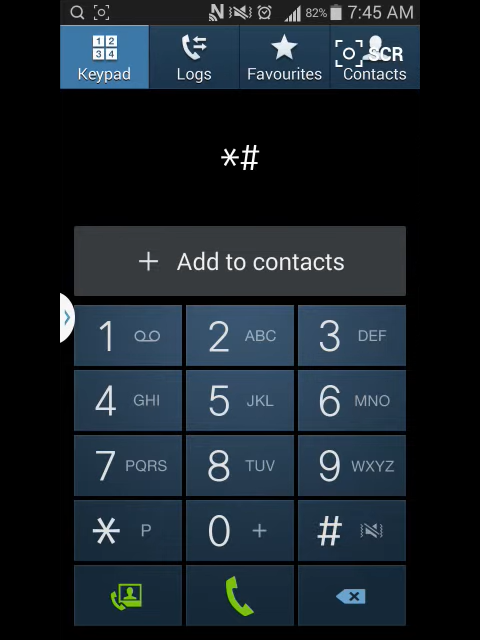 82% 7:45 AM
Keypad Logs Favourites Contacts
SCR
*#
+ Add to contacts
1 2 ABC 3 DEF
4 GHI 5 JKL 6 MNO
7 PQRS 8 TUV 9 WXYZ
* P 0 + #